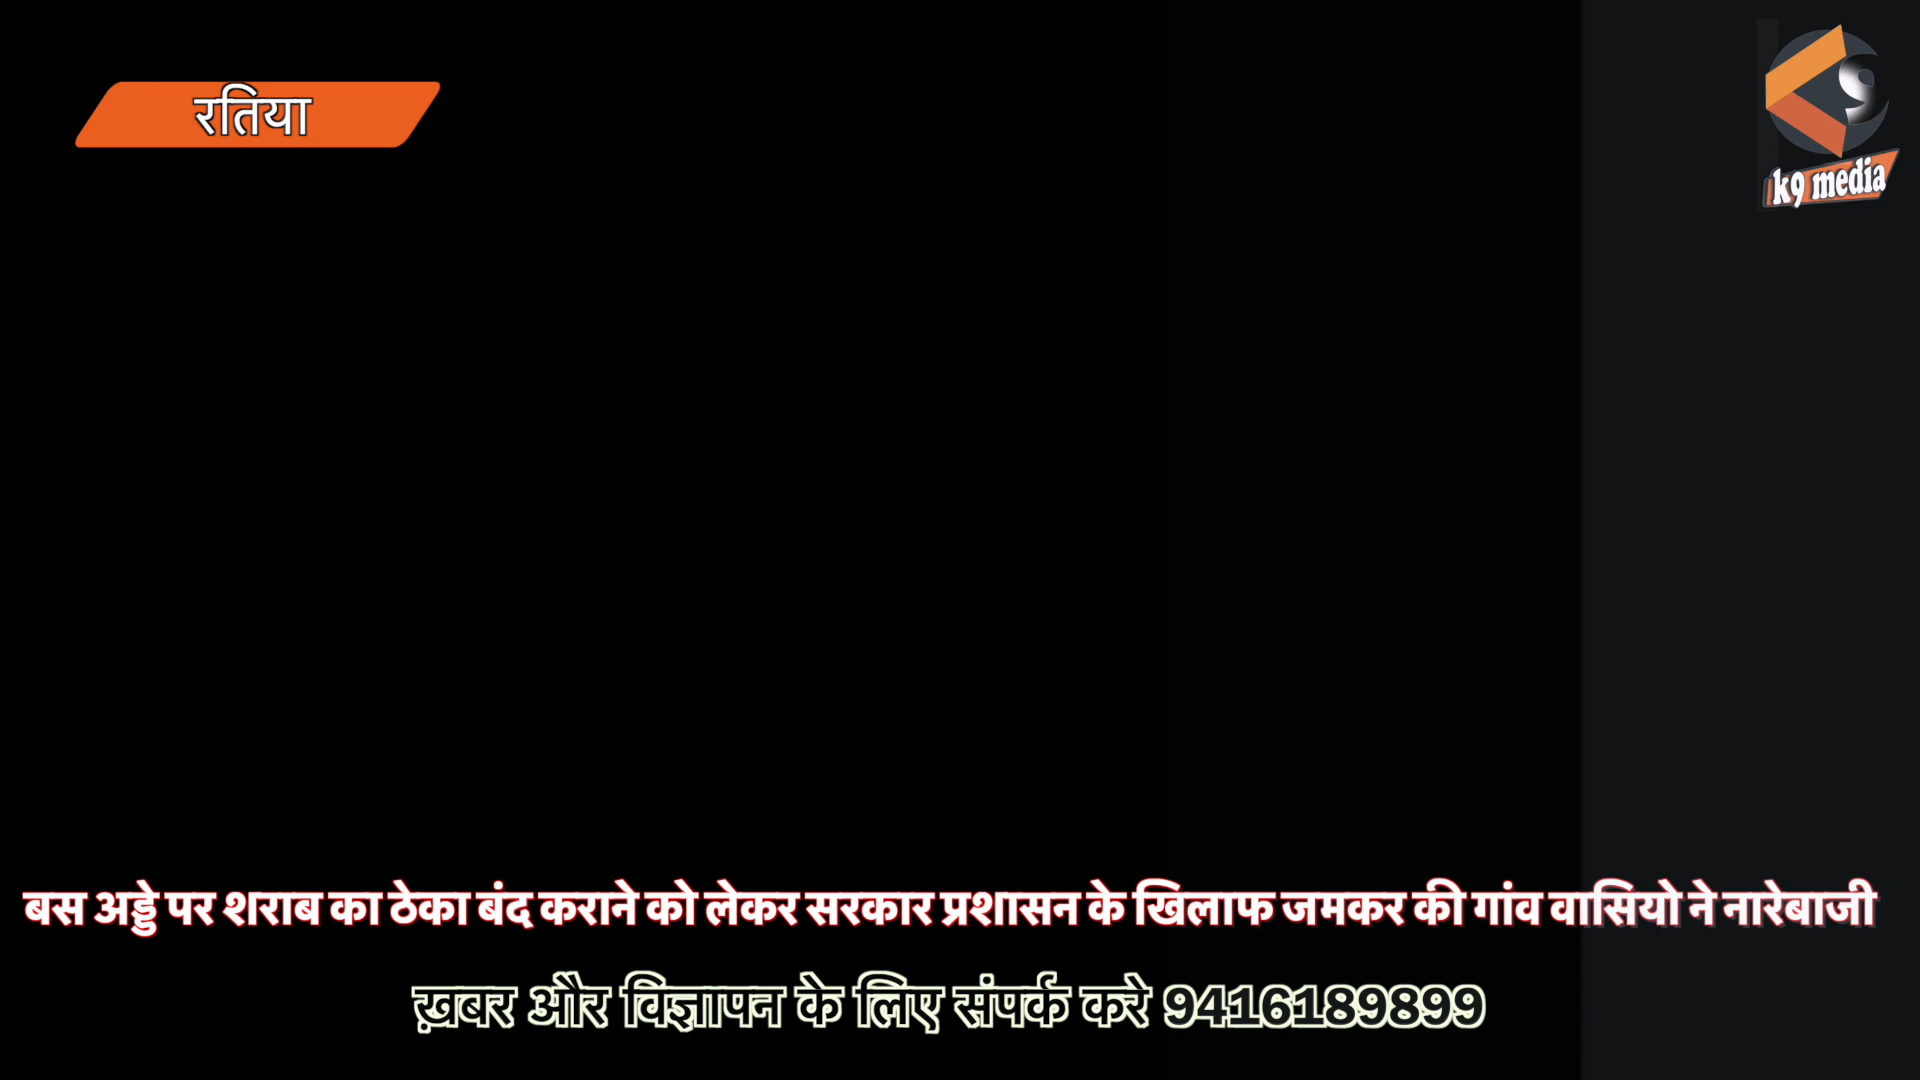 रतिया
9
k9 media
बस अड्डे पर शराब का ठेका बंद कराने को लेकर सरकार प्रशासन के खिलाफ जमकर की गांव वासियो ने नारेबाजी
ख़बर और विज्ञापन के लिए संपर्क करे 9416189899